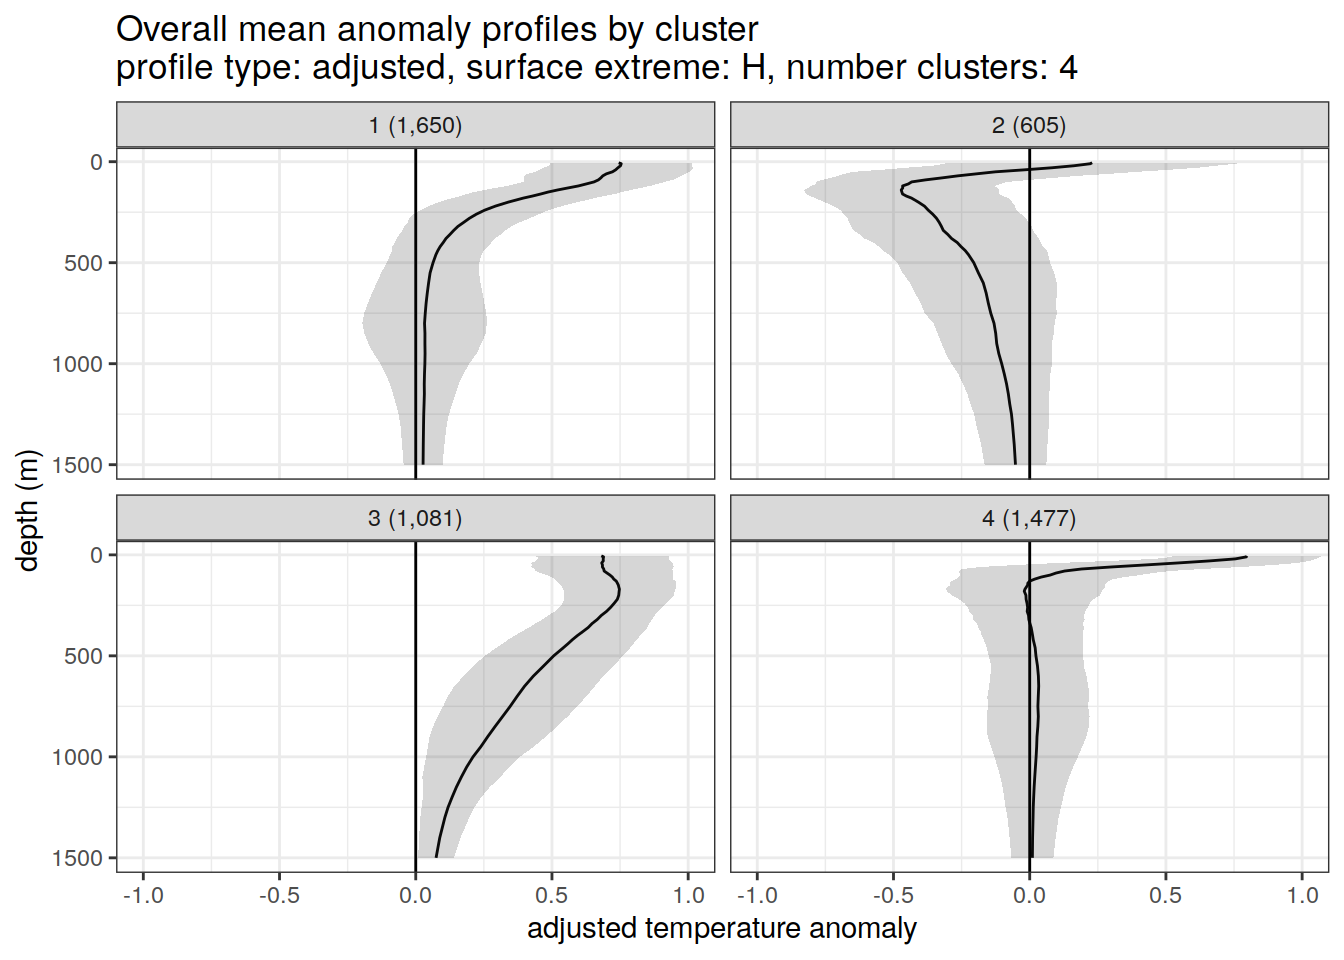 Overall mean anomaly profiles by cluster
profile type: adjusted, surface extreme: H, number clusters: 4
1 (1,650)
2 (605)
0
500
1000
1500
3 (1,081)
4 (1,477)
0
500
1000
1500
depth (m)
-1.0 -0.5 0.0 0.5 1.0 -1.0 -0.5 0.0 0.5 1.0
adjusted temperature anomaly